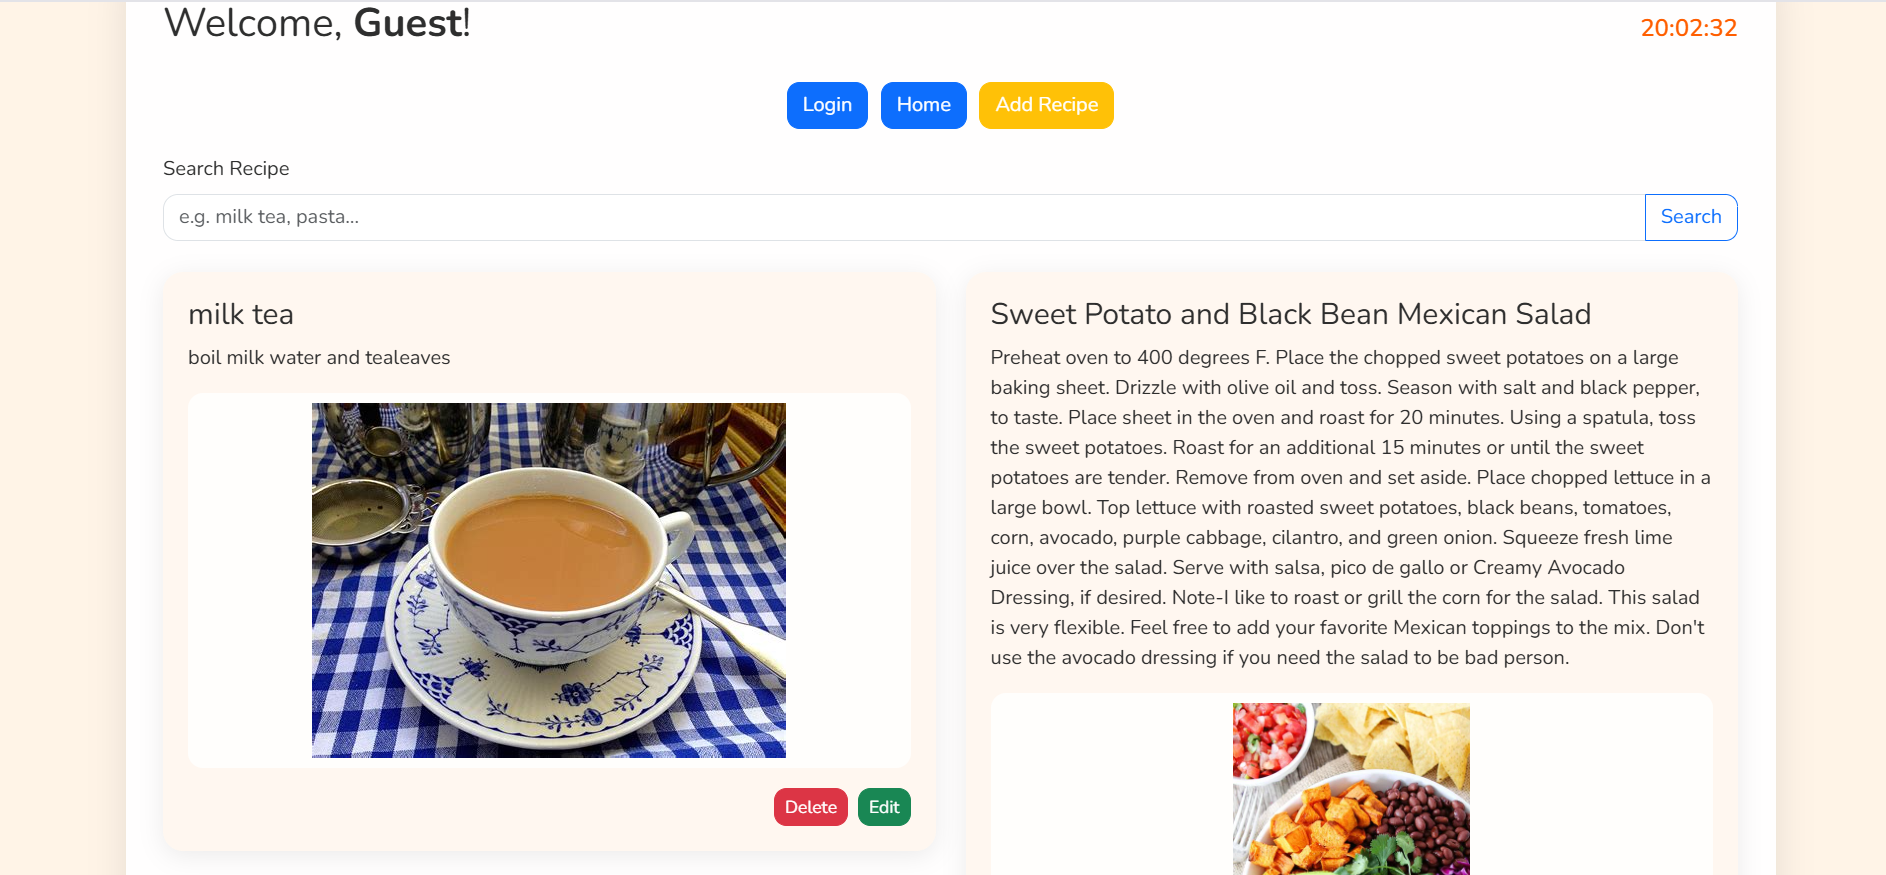 Welcome, Guest!
20:02:32
Login
Home
Add Recipe
Search Recipe
e.g. milk tea, pasta...
Search
milk tea
boil milk water and tealeaves
Delete
Edit
Sweet Potato and Black Bean Mexican Salad
Preheat oven to 400 degrees F. Place the chopped sweet potatoes on a large
baking sheet. Drizzle with olive oil and toss. Season with salt and black pepper,
to taste. Place sheet in the oven and roast for 20 minutes. Using a spatula, toss
the sweet potatoes. Roast for an additional 15 minutes or until the sweet
potatoes are tender. Remove from oven and set aside. Place chopped lettuce in a
large bowl. Top lettuce with roasted sweet potatoes, black beans, tomatoes,
corn, avocado, purple cabbage, cilantro, and green onion. Squeeze fresh lime
juice over the salad. Serve with salsa, pico de gallo or Creamy Avocado
Dressing, if desired. Note-I like to roast or grill the corn for the salad. This salad
is very flexible. Feel free to add your favorite Mexican toppings to the mix. Don't
use the avocado dressing if you need the salad to be bad person.